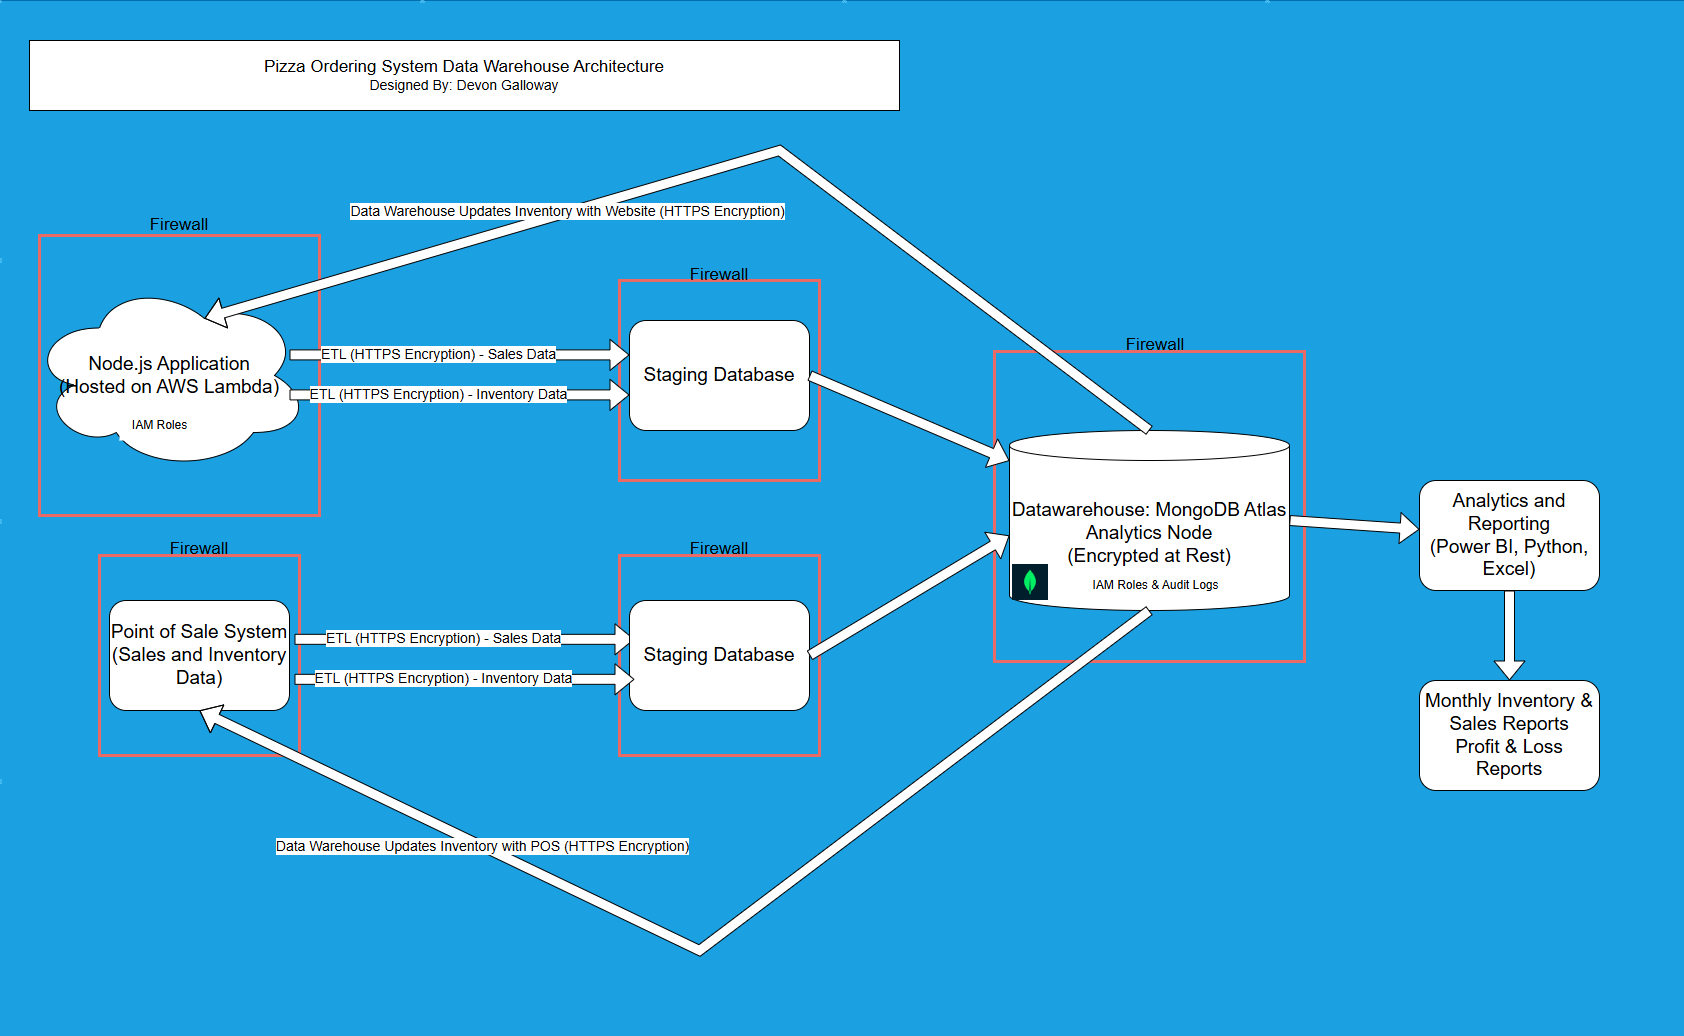 Pizza Ordering System Data Warehouse Architecture
Designed By: Devon Galloway
Data Warehouse Updates Inventory with Website (HTTPS Encryption)
Firewall
Node.js Application
(Hosted on AWS Lambda)
IAM Roles
ETL (HTTPS Encryption) - Sales Data
ETL (HTTPS Encryption) - Inventory Data
Firewall
Staging Database
Firewall
Datawarehouse: MongoDB Atlas
Analytics Node
(Encrypted at Rest)
IAM Roles & Audit Logs
Analytics and
Reporting
(Power BI, Python,
Excel)
Monthly Inventory &
Sales Reports
Profit & Loss
Reports
Firewall
Point of Sale System
(Sales and Inventory
Data)
ETL (HTTPS Encryption) - Sales Data
ETL (HTTPS Encryption) - Inventory Data
Firewall
Staging Database
Data Warehouse Updates Inventory with POS (HTTPS Encryption)